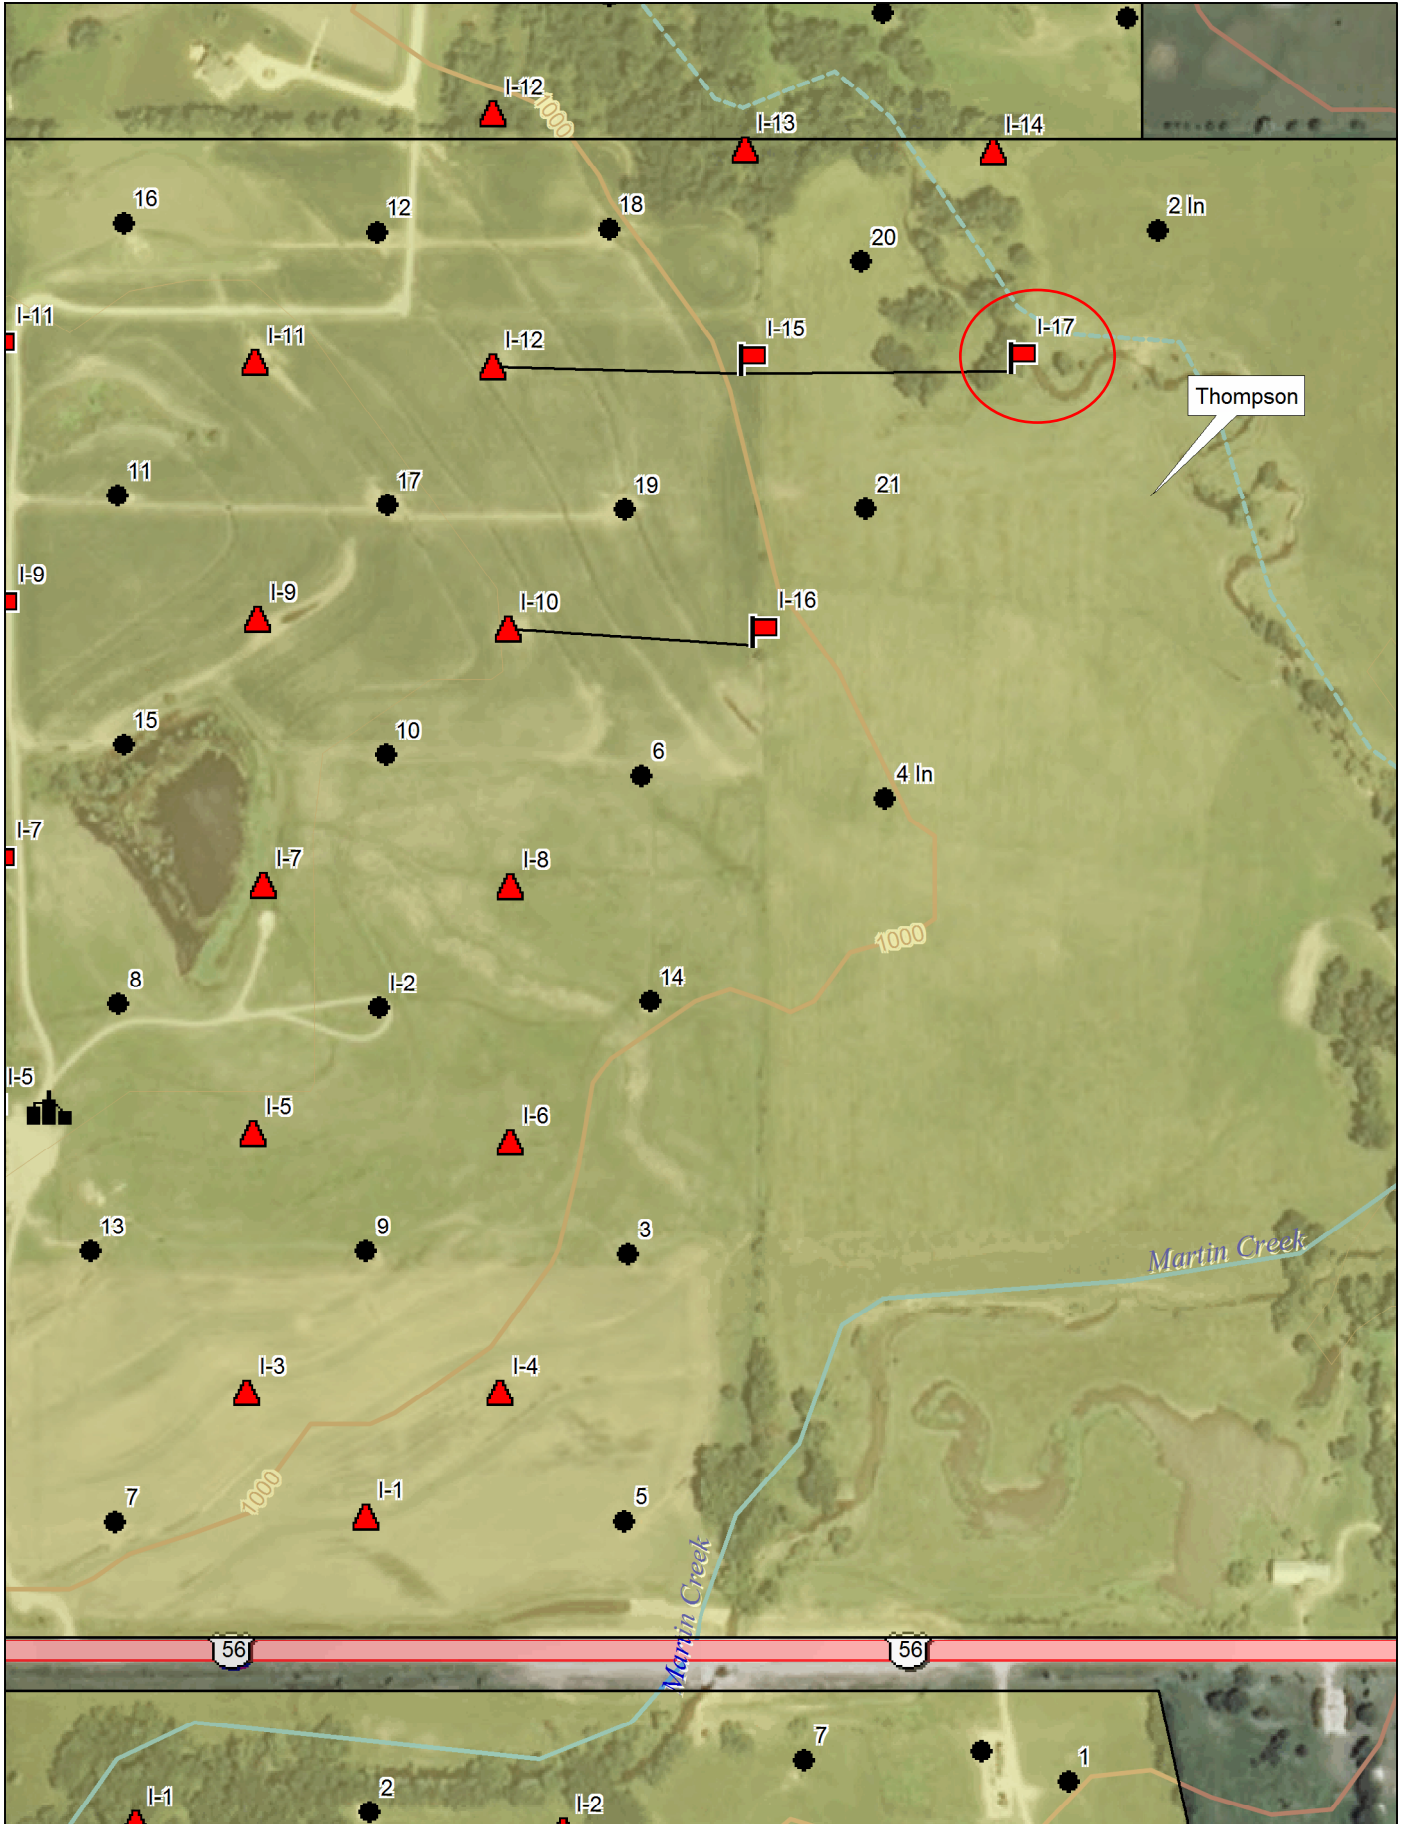 I-12
1000
I-13
I-14
16
12
18
2 In
20
I-11
I-11
I-12
I-15
I-17
Thompson
11
17
19
21
I-9
I-9
I-10
I-16
15
10
6
4 In
I-7
I-7
I-8
1000
8
I-2
14
I-5
I-5
I-6
13
9
3
Martin Creek
I-3
I-4
1000
7
I-1
5
Martin Creek
56
56
7
1
2
I-1
I-2